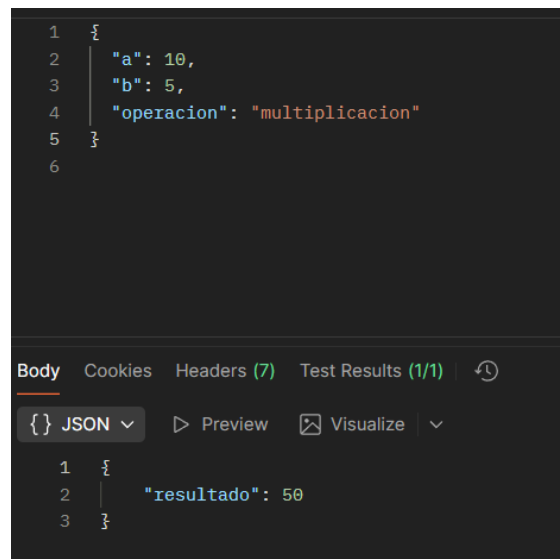 1 {
2 "a": 10,
3 "b": 5,
4 "operacion": "multiplicacion"
5 }
6
Body Cookies Headers (7) Test Results (1/1)
{} JSON Preview Visualize
1 {
2 "resultado": 50
3 }